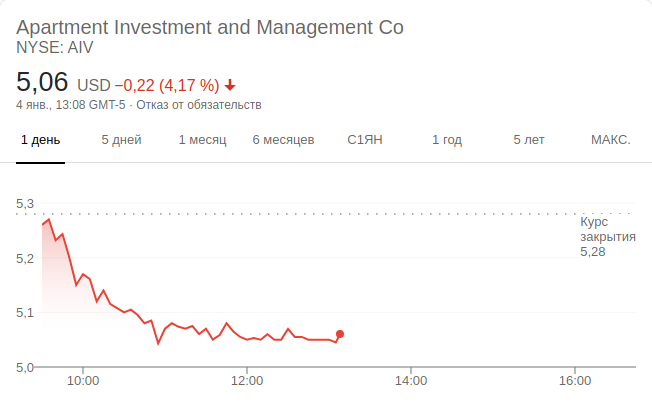 Apartment Investment and Management Co
NYSE: AIV
5,06 USD −0,22 (4,17 %)
4 янв., 13:08 GMT-5 · Отказ от обязательств
1 день 5 дней 1 месяц 6 месяцев С1ЯН 1 год 5 лет МАКС.
5,3
Курс
закрытия
5,28
5,2
5,1
5,0
10:00 12:00 14:00 16:00